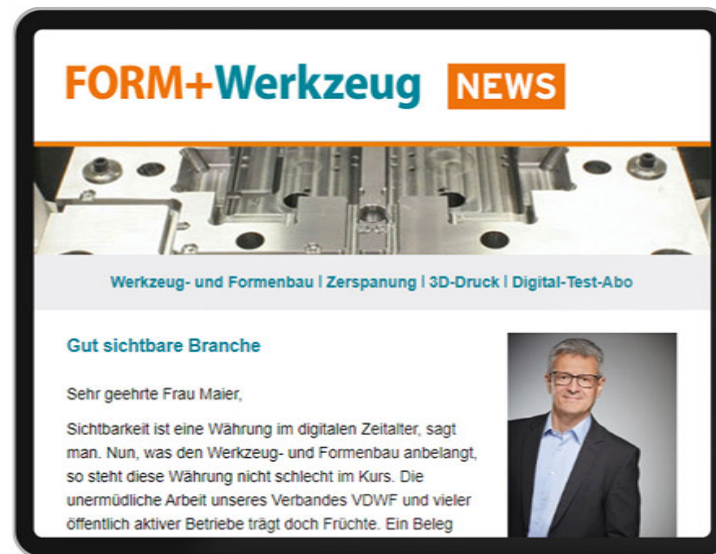 FORM+Werkzeug NEWS
Werkzeug- und Formenbau | Zerspanung | 3D-Druck | Digital-Test-Abo
Gut sichtbare Branche
Sehr geehrte Frau Maier,
Sichtbarkeit ist eine Währung im digitalen Zeitalter, sagt
man. Nun, was den Werkzeug- und Formenbau anbelangt,
so steht diese Währung nicht schlecht im Kurs. Die
unermüdliche Arbeit unseres Verbandes VDWF und vieler
öffentlich aktiver Betriebe trägt doch Früchte. Ein Beleg